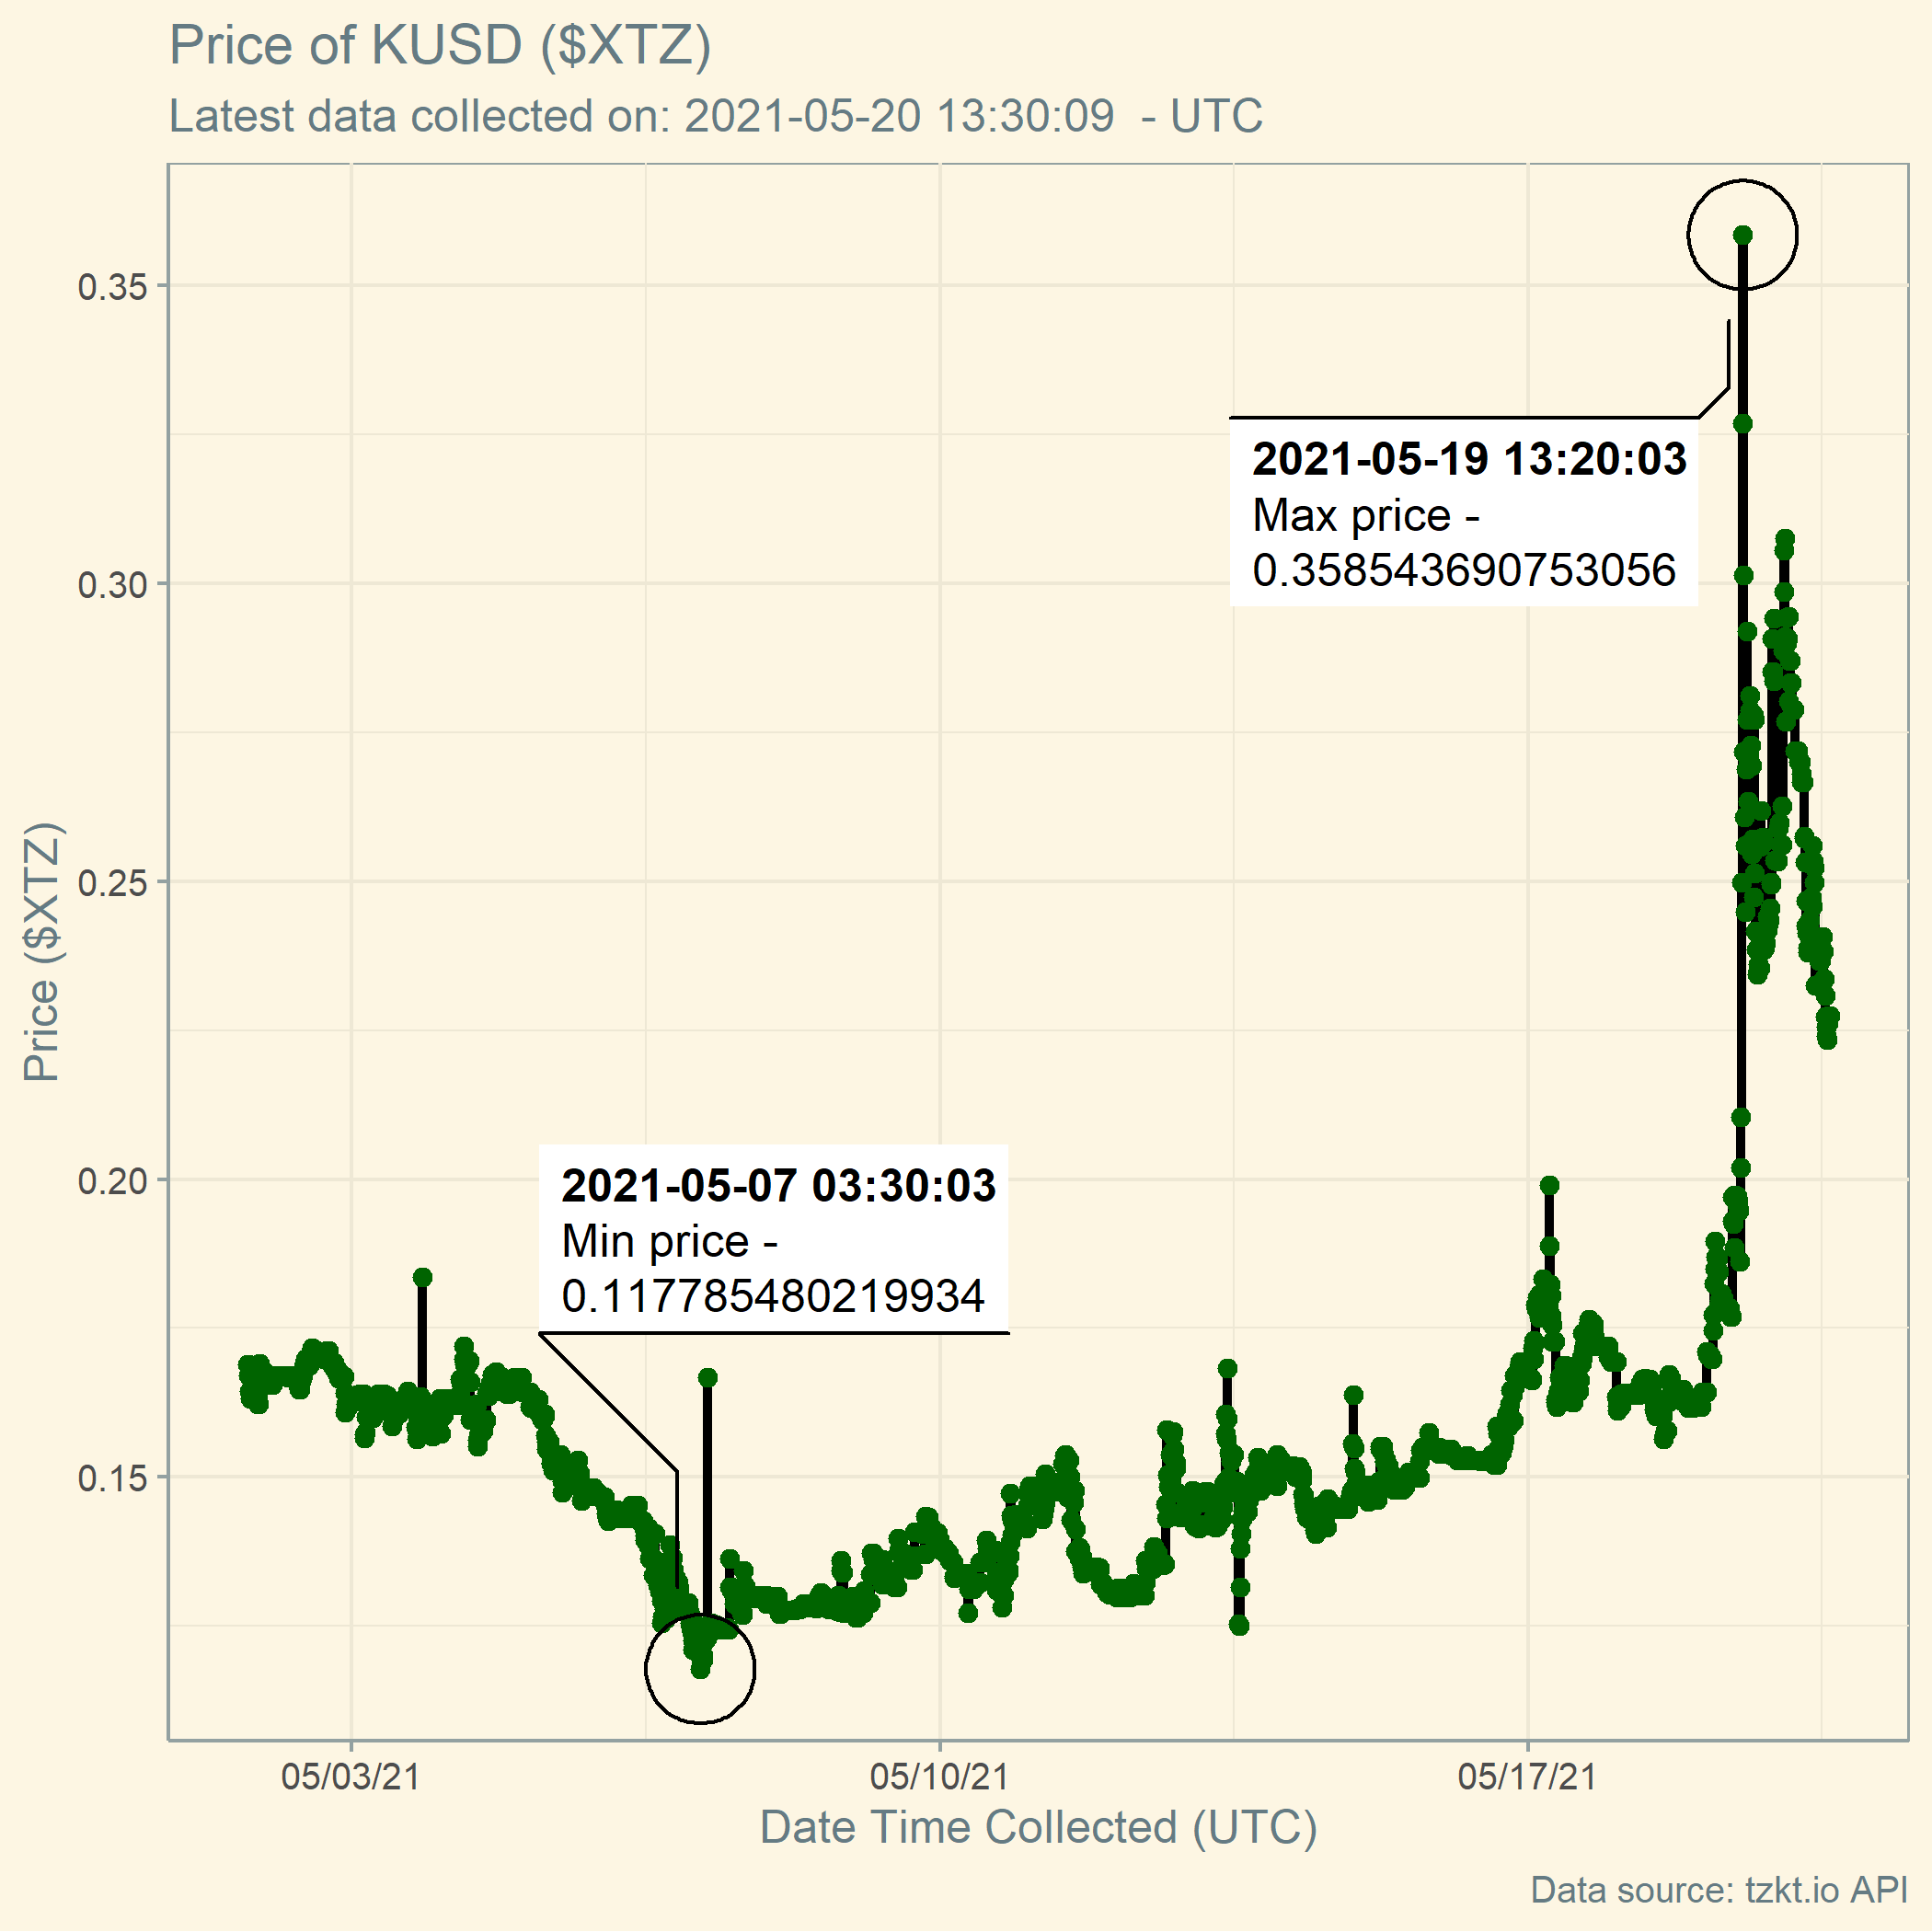 Price of KUSD ($XTZ)
Latest data collected on: 2021-05-20 13:30:09  - UTC
Price ($XTZ)
0.35
0.30
0.25
0.20
0.15
2021-05-19 13:20:03
Max price -
0.358543690753056
2021-05-07 03:30:03
Min price -
0.117785480219934
05/03/21
05/10/21
05/17/21
Date Time Collected (UTC)
Data source: tzkt.io API